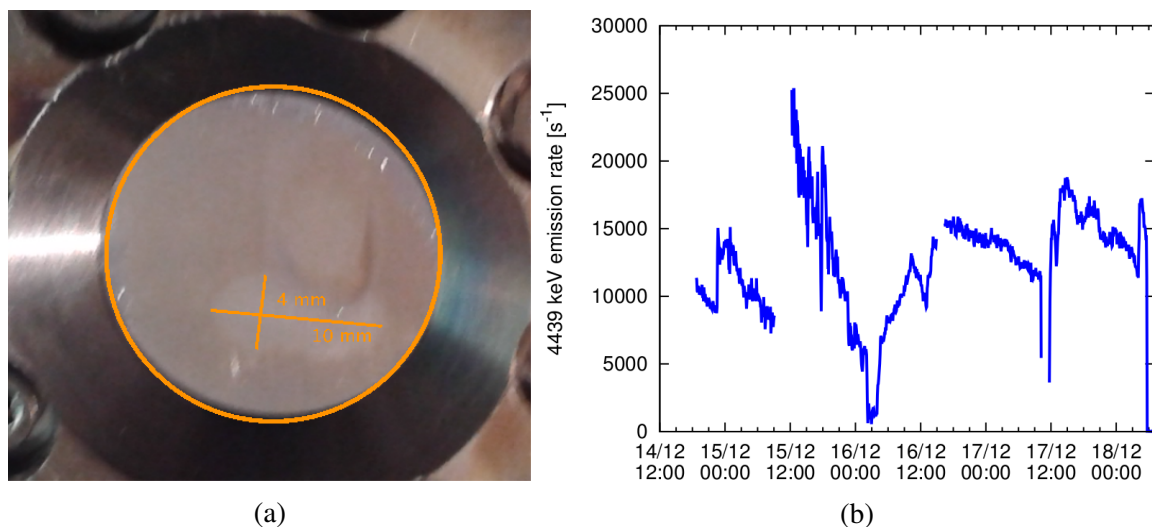 4 mm
10 mm
(a)
4439 keV emission rate [s⁻¹]
30000
25000
20000
15000
10000
5000
0
14/12 15/12 15/12 16/12 16/12 17/12 17/12 18/12
12:00 00:00 12:00 00:00 12:00 00:00 12:00 00:00
(b)